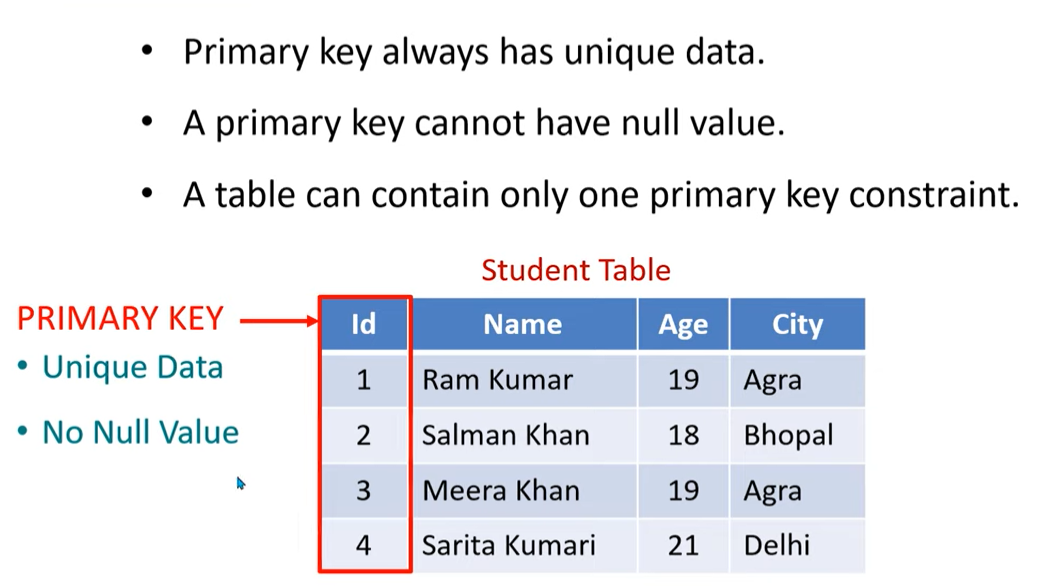 • Primary key always has unique data.
• A primary key cannot have null value.
• A table can contain only one primary key constraint.
Student Table
PRIMARY KEY
• Unique Data
• No Null Value
Id Name Age City
1 Ram Kumar 19 Agra
2 Salman Khan 18 Bhopal
3 Meera Khan 19 Agra
4 Sarita Kumari 21 Delhi